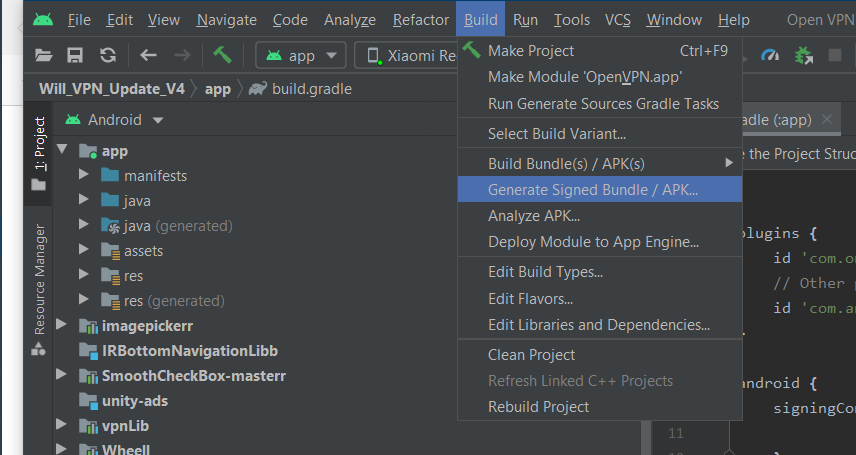 File Edit View Navigate Code Analyze Refactor Build Run Tools VCS Window Help Open VPN
app Xiaomi Re
Will_VPN_Update_V4 app build.gradle
1: Project
Resource Manager
Android
app
manifests
java
java (generated)
assets
res
res (generated)
imagepickerr
IRBottomNavigationLibb
SmoothCheckBox-masterr
unity-ads
vpnLib
Wheell
Make Project Ctrl+F9
Make Module 'OpenVPN.app'
Run Generate Sources Gradle Tasks
Select Build Variant...
Build Bundle(s) / APK(s)
Generate Signed Bundle / APK...
Analyze APK...
Deploy Module to App Engine...
Edit Build Types...
Edit Flavors...
Edit Libraries and Dependencies...
Clean Project
Refresh Linked C++ Projects
Rebuild Project
adle (:app)
e the Project Struc
plugins {
id 'com.on
// Other p
id 'com.an
android {
signingCon
11